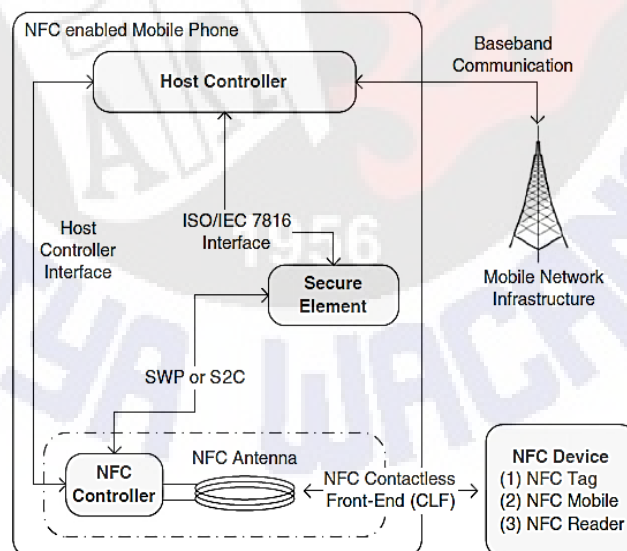 NFC enabled Mobile Phone
Host Controller
Baseband
Communication
Host
Controller
Interface
ISO/IEC 7816
Interface
1956
Secure
Element
Mobile Network
Infrastructure
SWP or S2C
NFC
Controller
NFC Antenna
NFC Contactless
Front-End (CLF)
NFC Device
(1) NFC Tag
(2) NFC Mobile
(3) NFC Reader